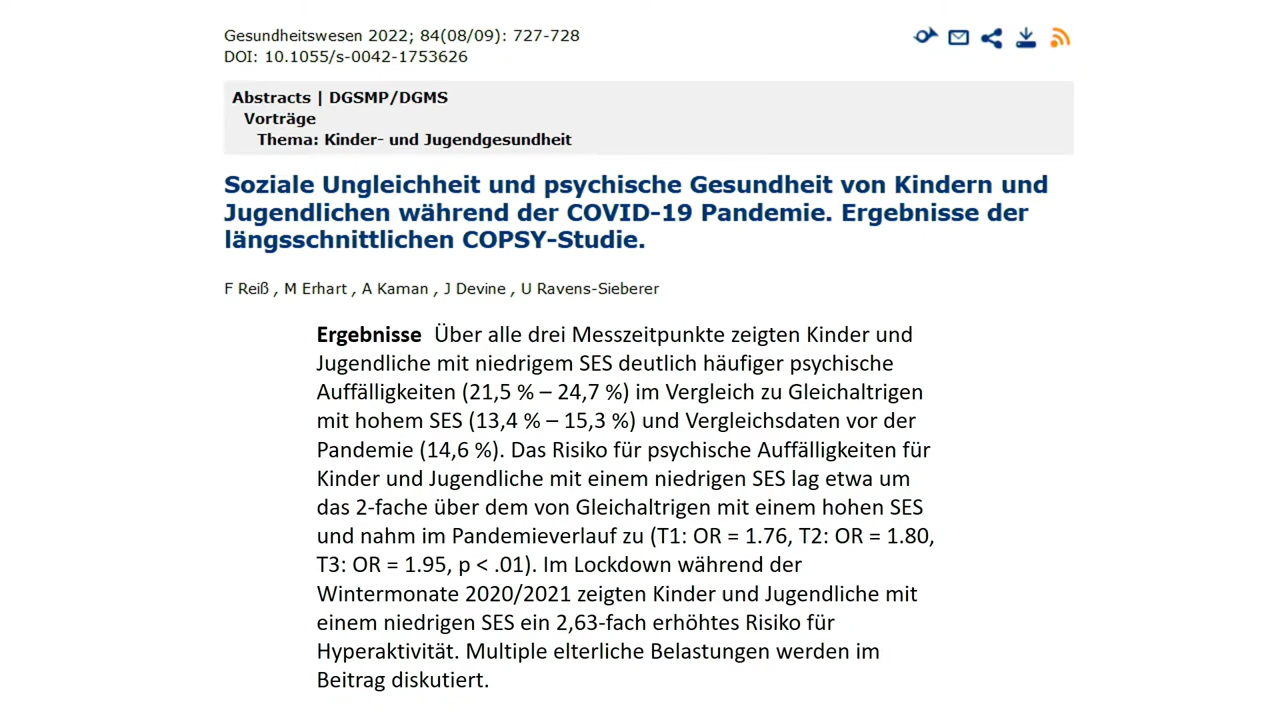 Gesundheitswesen 2022; 84(08/09): 727-728
DOI: 10.1055/s-0042-1753626
Abstracts | DGSMP/DGMS
Vorträge
Thema: Kinder- und Jugendgesundheit
Soziale Ungleichheit und psychische Gesundheit von Kindern und
Jugendlichen während der COVID-19 Pandemie. Ergebnisse der
längsschnittlichen COPSY-Studie.
F Reiß , M Erhart , A Kaman , J Devine , U Ravens-Sieberer
Ergebnisse Über alle drei Messzeitpunkte zeigten Kinder und
Jugendliche mit niedrigem SES deutlich häufiger psychische
Auffälligkeiten (21,5 % – 24,7 %) im Vergleich zu Gleichaltrigen
mit hohem SES (13,4 % – 15,3 %) und Vergleichsdaten vor der
Pandemie (14,6 %). Das Risiko für psychische Auffälligkeiten für
Kinder und Jugendliche mit einem niedrigen SES lag etwa um
das 2-fache über dem von Gleichaltrigen mit einem hohen SES
und nahm im Pandemieverlauf zu (T1: OR = 1.76, T2: OR = 1.80,
T3: OR = 1.95, p < .01). Im Lockdown während der
Wintermonate 2020/2021 zeigten Kinder und Jugendliche mit
einem niedrigen SES ein 2,63-fach erhöhtes Risiko für
Hyperaktivität. Multiple elterliche Belastungen werden im
Beitrag diskutiert.